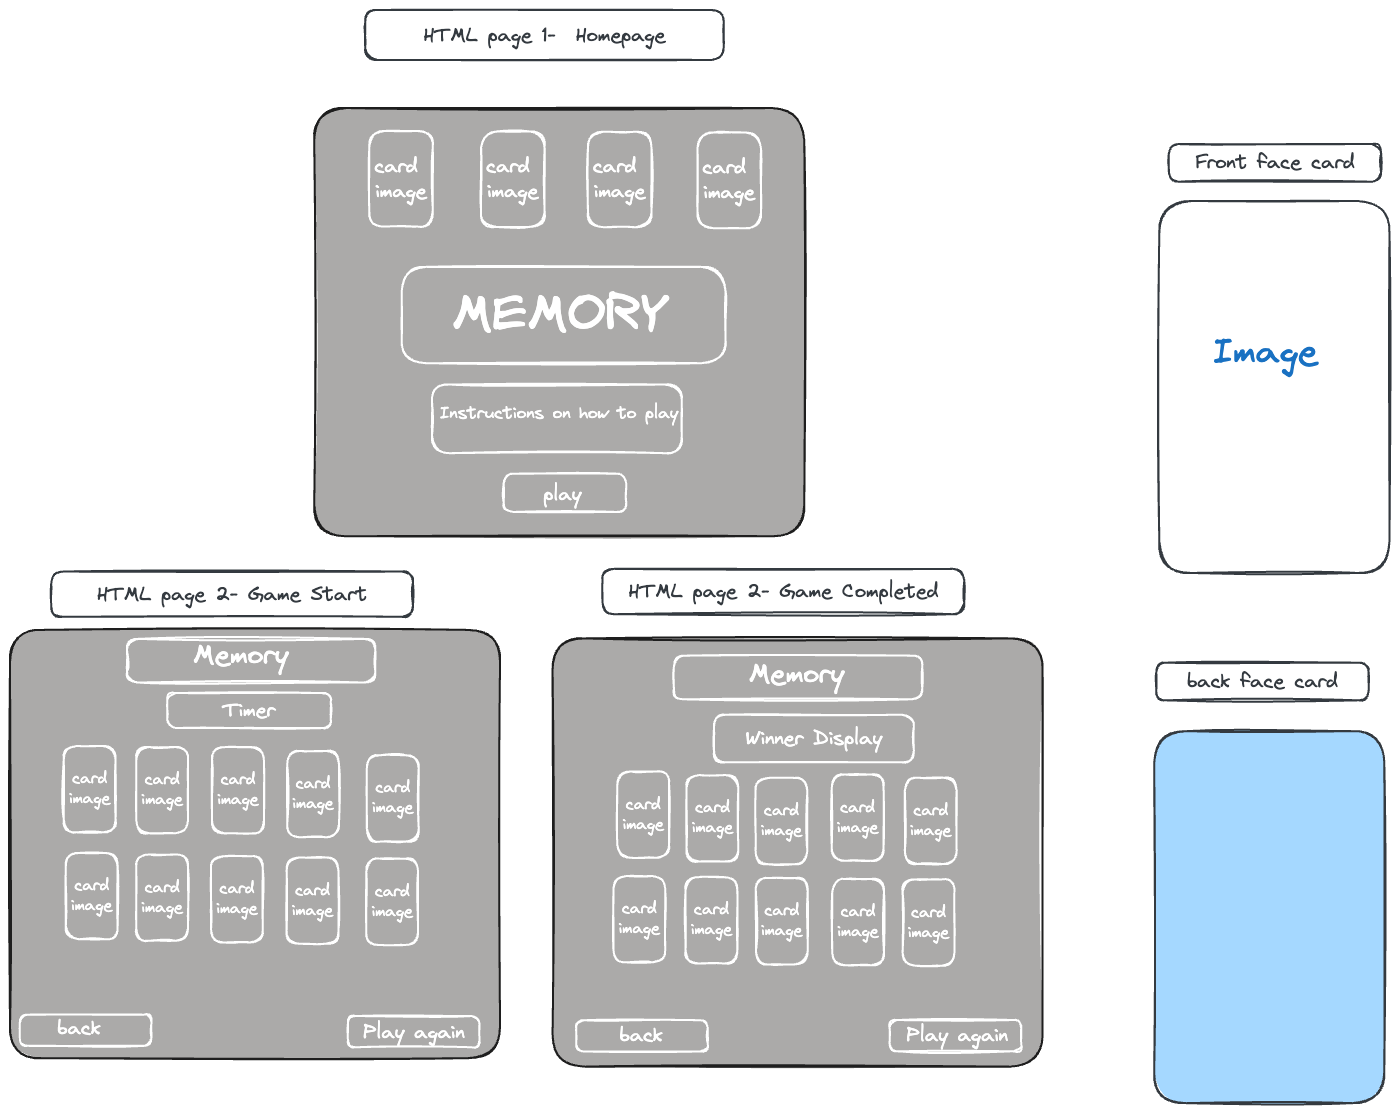 HTML page 1- Homepage
card
image
card
image
card
image
card
image
MEMORY
Instructions on how to play
play
Front face card
Image
HTML page 2- Game Start
Memory
Timer
card
image
card
image
card
image
card
image
card
image
card
image
card
image
card
image
card
image
card
image
back
Play again
HTML page 2- Game Completed
Memory
Winner Display
card
image
card
image
card
image
card
image
card
image
card
image
card
image
card
image
card
image
card
image
back
Play again
back face card